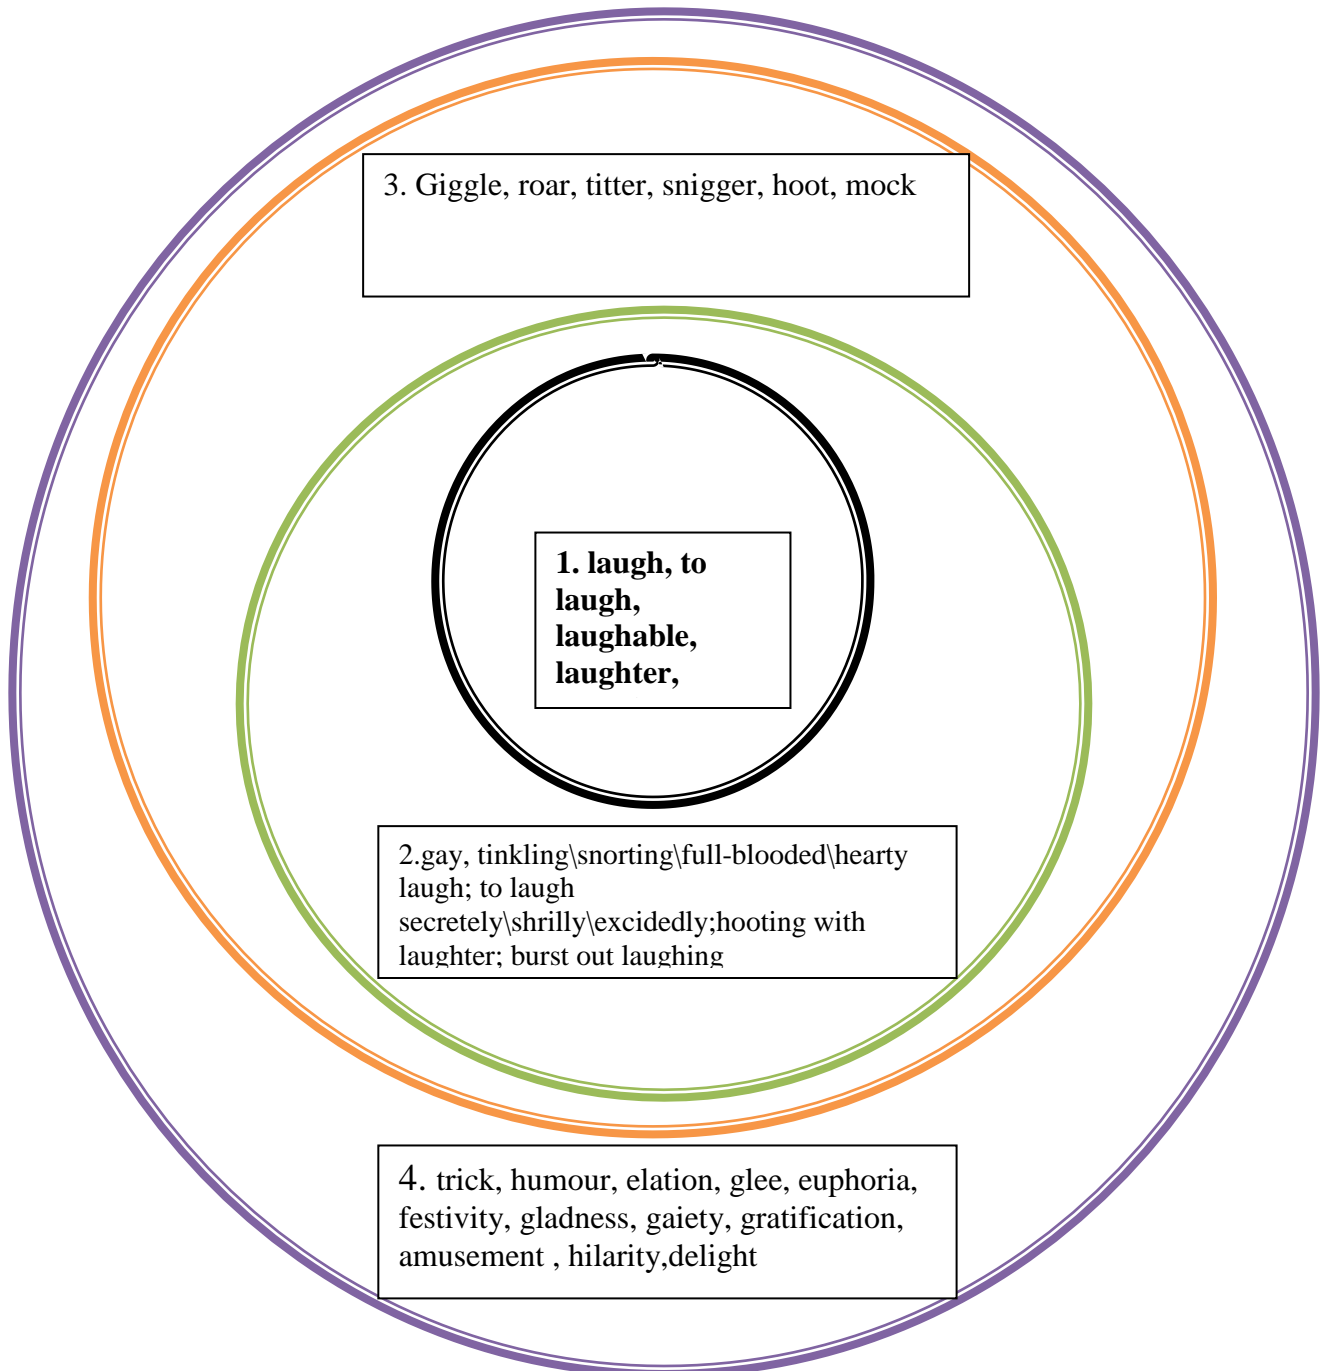 3. Giggle, roar, titter, snigger, hoot, mock
1. laugh, to
laugh,
laughable,
laughter,
2.gay, tinkling\snorting\full-blooded\hearty
laugh; to laugh
secretely\shrilly\excidedly;hooting with
laughter; burst out laughing
4. trick, humour, elation, glee, euphoria,
festivity, gladness, gaiety, gratification,
amusement , hilarity,delight